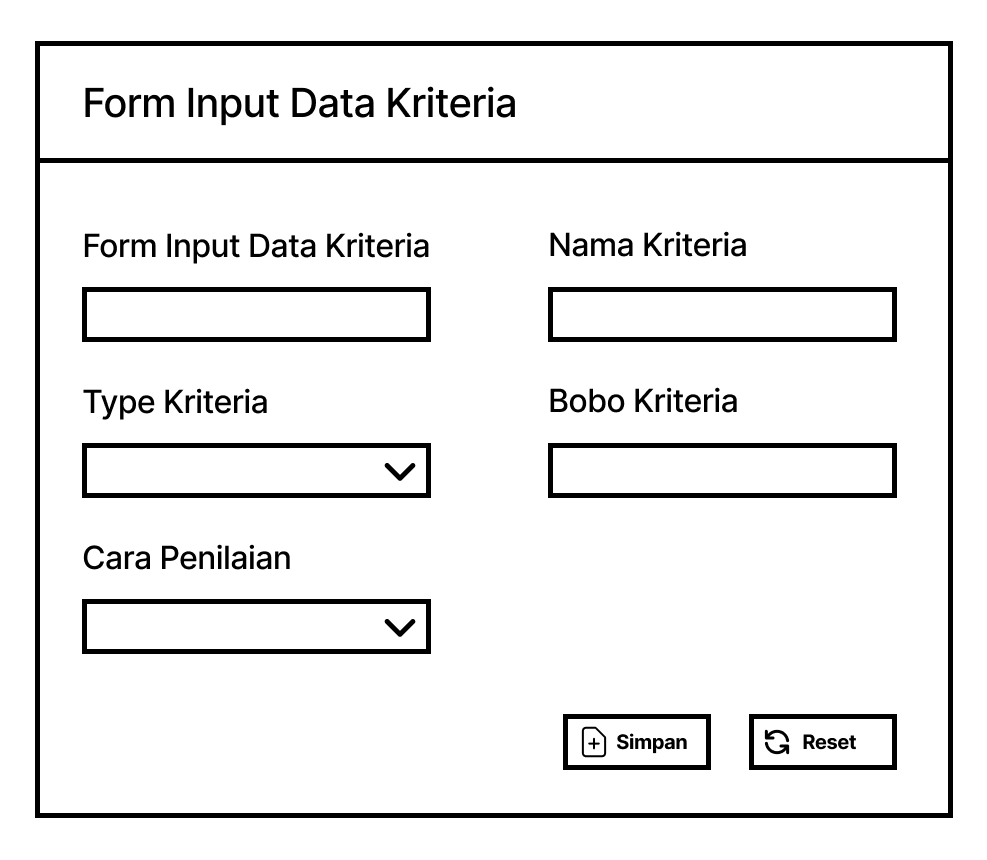 Form Input Data Kriteria
Form Input Data Kriteria
Nama Kriteria
Type Kriteria
Bobo Kriteria
Cara Penilaian
Simpan
Reset